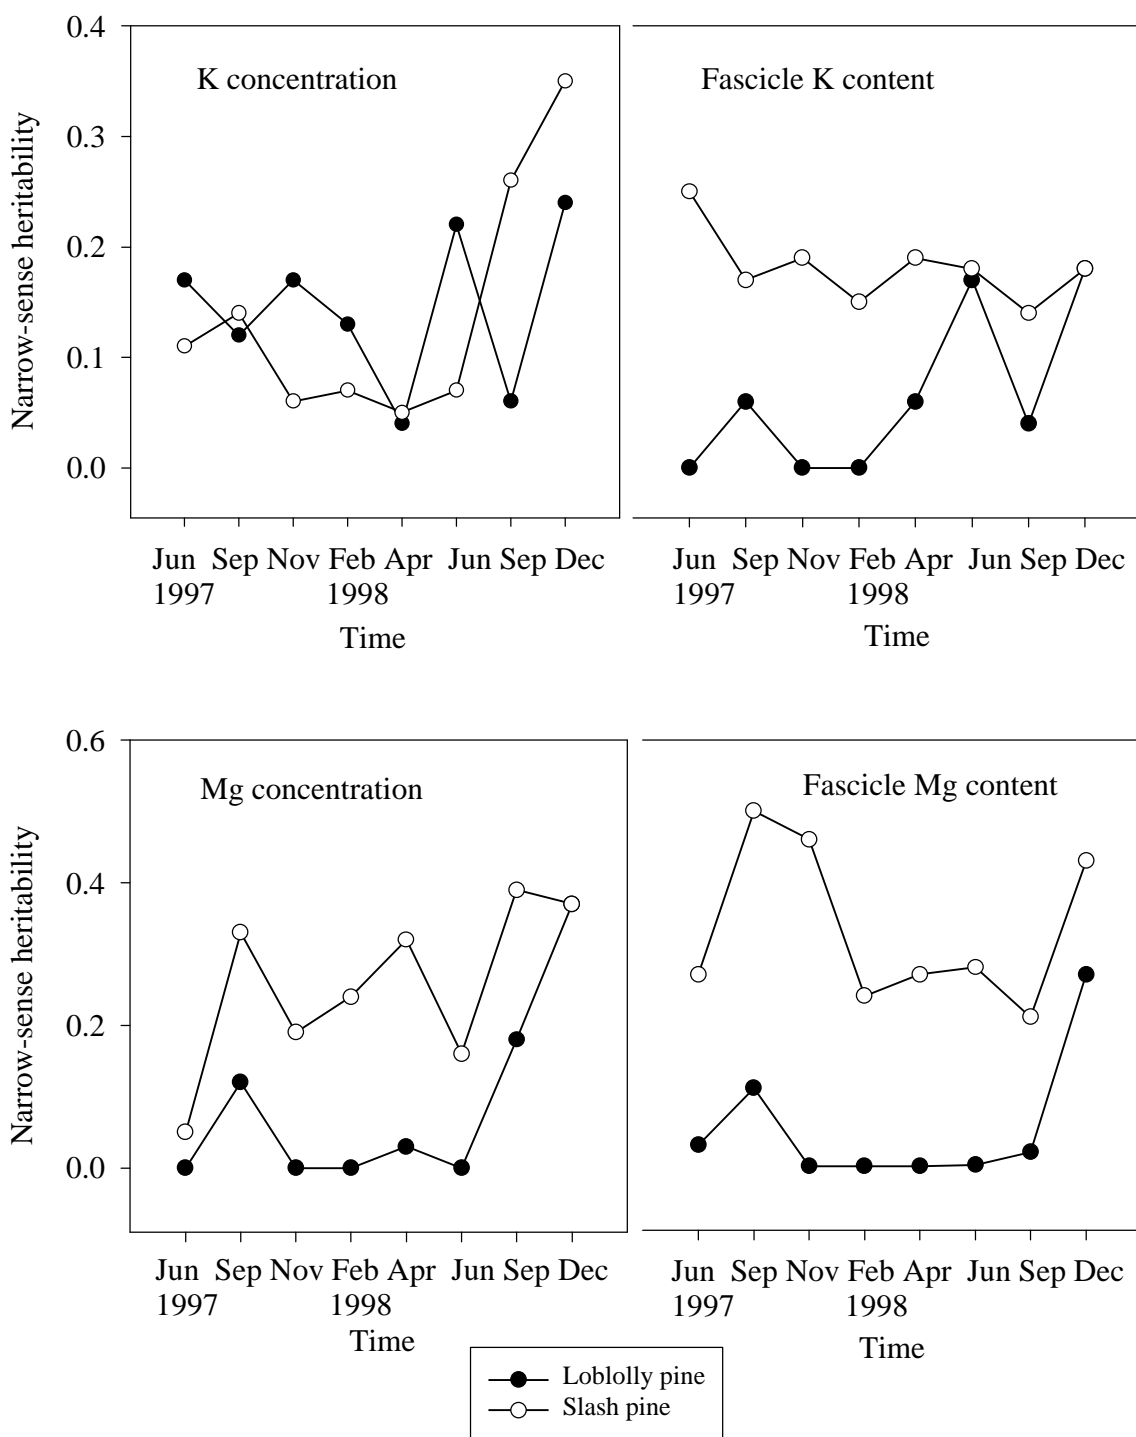 K concentration
Fascicle K content
Narrow-sense heritability
0.4
0.3
0.2
0.1
0.0
Jun Sep Nov Feb Apr Jun Sep Dec
1997 1998
Time
Jun Sep Nov Feb Apr Jun Sep Dec
1997 1998
Time
Mg concentration
Fascicle Mg content
Narrow-sense heritability
0.6
0.4
0.2
0.0
Jun Sep Nov Feb Apr Jun Sep Dec
1997 1998
Time
Jun Sep Nov Feb Apr Jun Sep Dec
1997 1998
Time
Loblolly pine
Slash pine